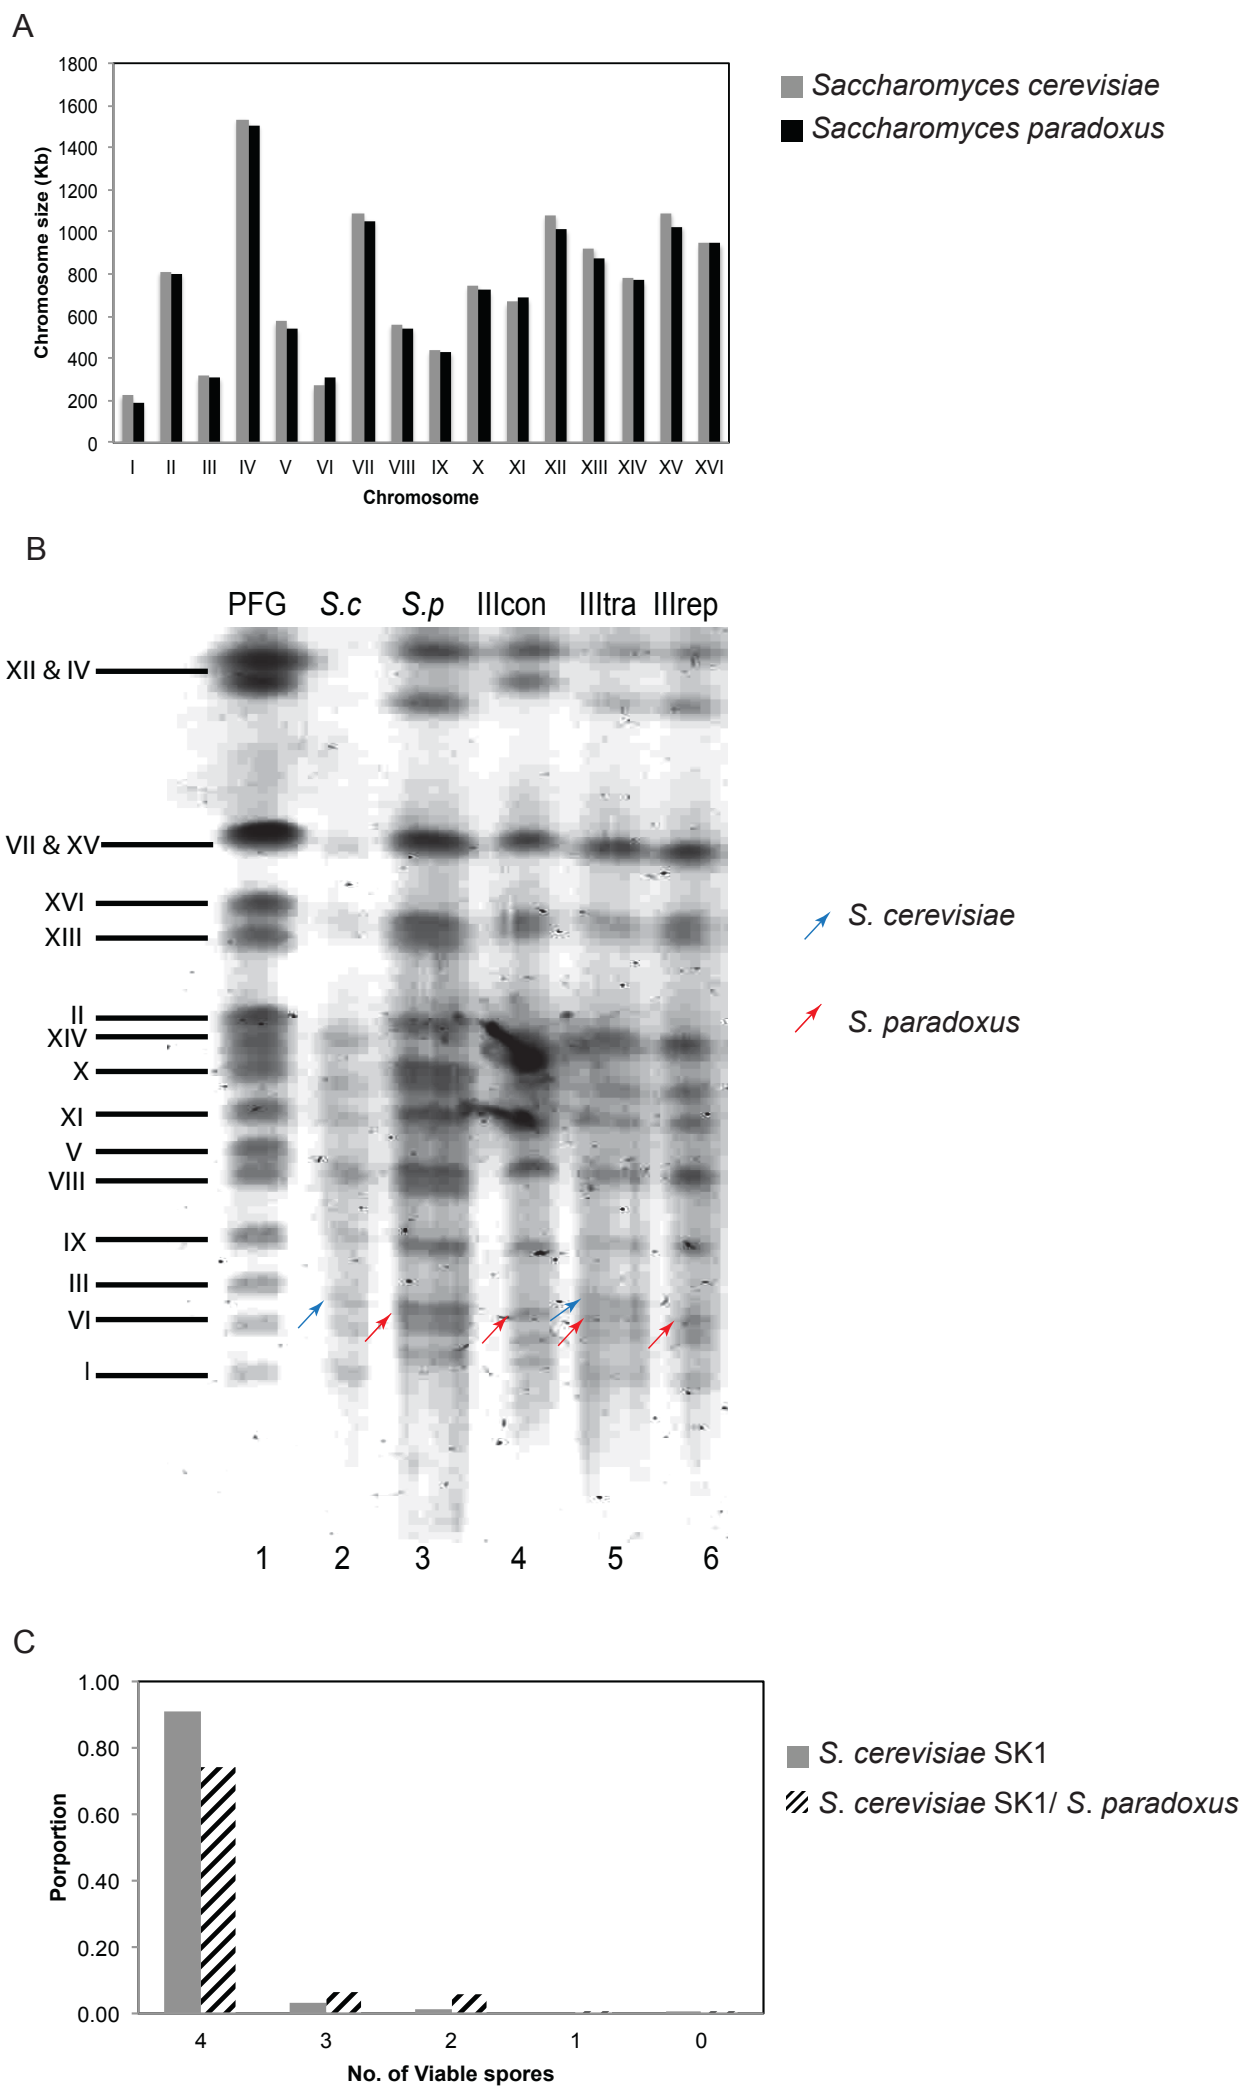 A
1800
1600
1400
1200
1000
800
600
400
200
0
Chromosome size (Kb)
I II III IV V VI VII VIII IX X XI XII XIII XIV XV XVI
Chromosome
Saccharomyces cerevisiae
Saccharomyces paradoxus
B
PFG S.c S.p IIIcon IIItra IIIrep
XII & IV
VII & XV
XVI
XIII
II
XIV
X
XI
V
VIII
IX
III
VI
I
S. cerevisiae
S. paradoxus
1 2 3 4 5 6
C
1.00
0.80
0.60
0.40
0.20
0.00
Porportion
4 3 2 1 0
No. of Viable spores
S. cerevisiae SK1
S. cerevisiae SK1/ S. paradoxus